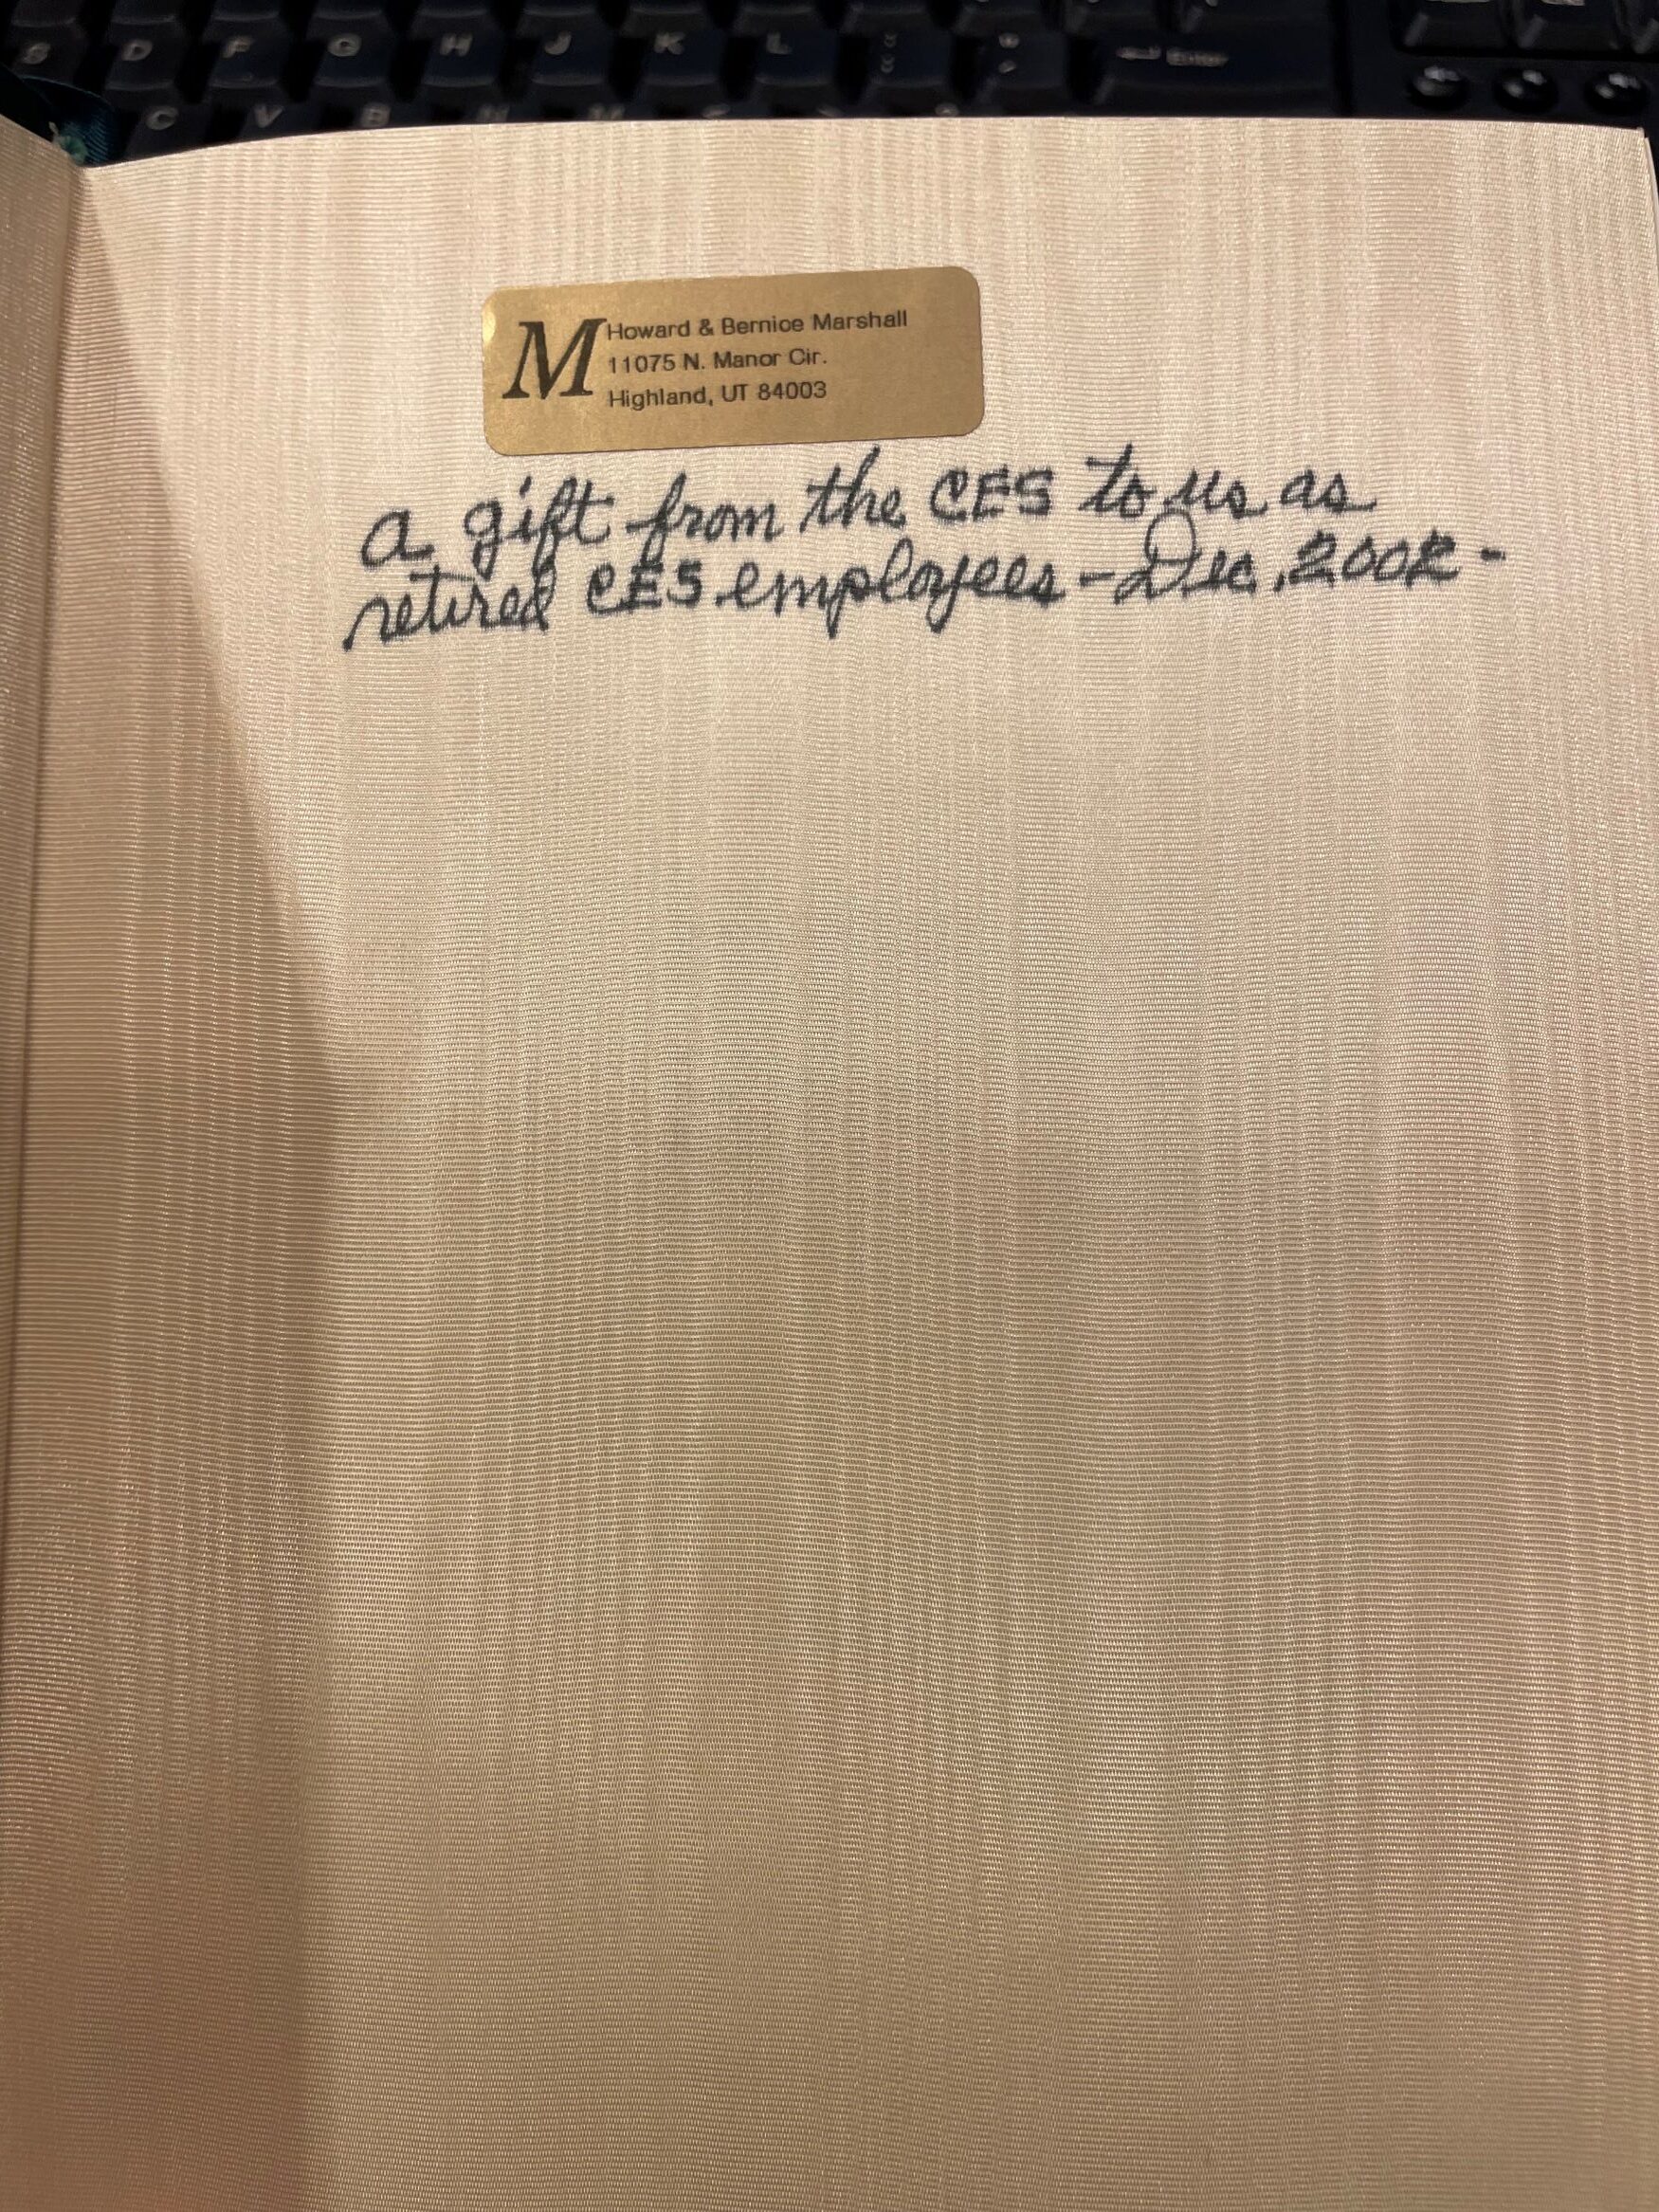 S D F G H J K L Enter
C V B N M
M
Howard & Bernice Marshall
11075 N. Manor Cir.
Highland, UT 84003
a gift from the CES to us as
retired CES employees - Dec. 2002 -